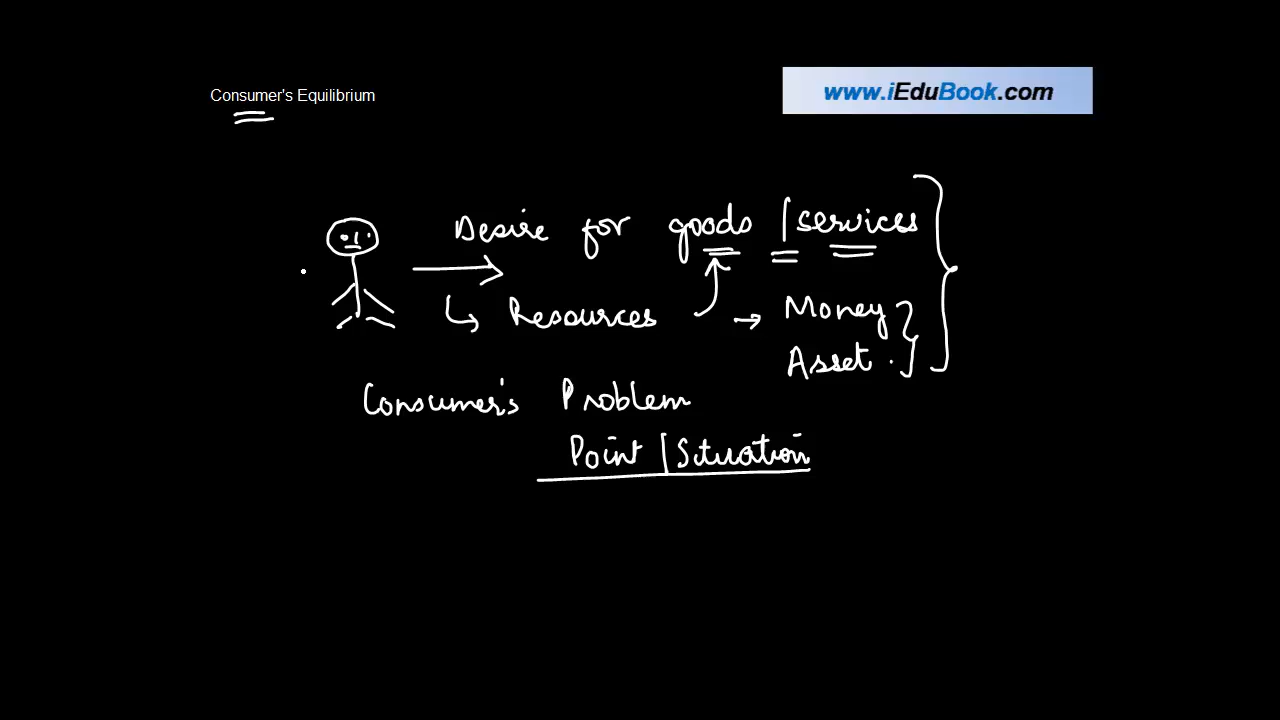 Consumer's Equilibrium
www.iEduBook.com
Desire for goods / services
Resources → Money
Asset.
Consumer's Problem
Point / Situation